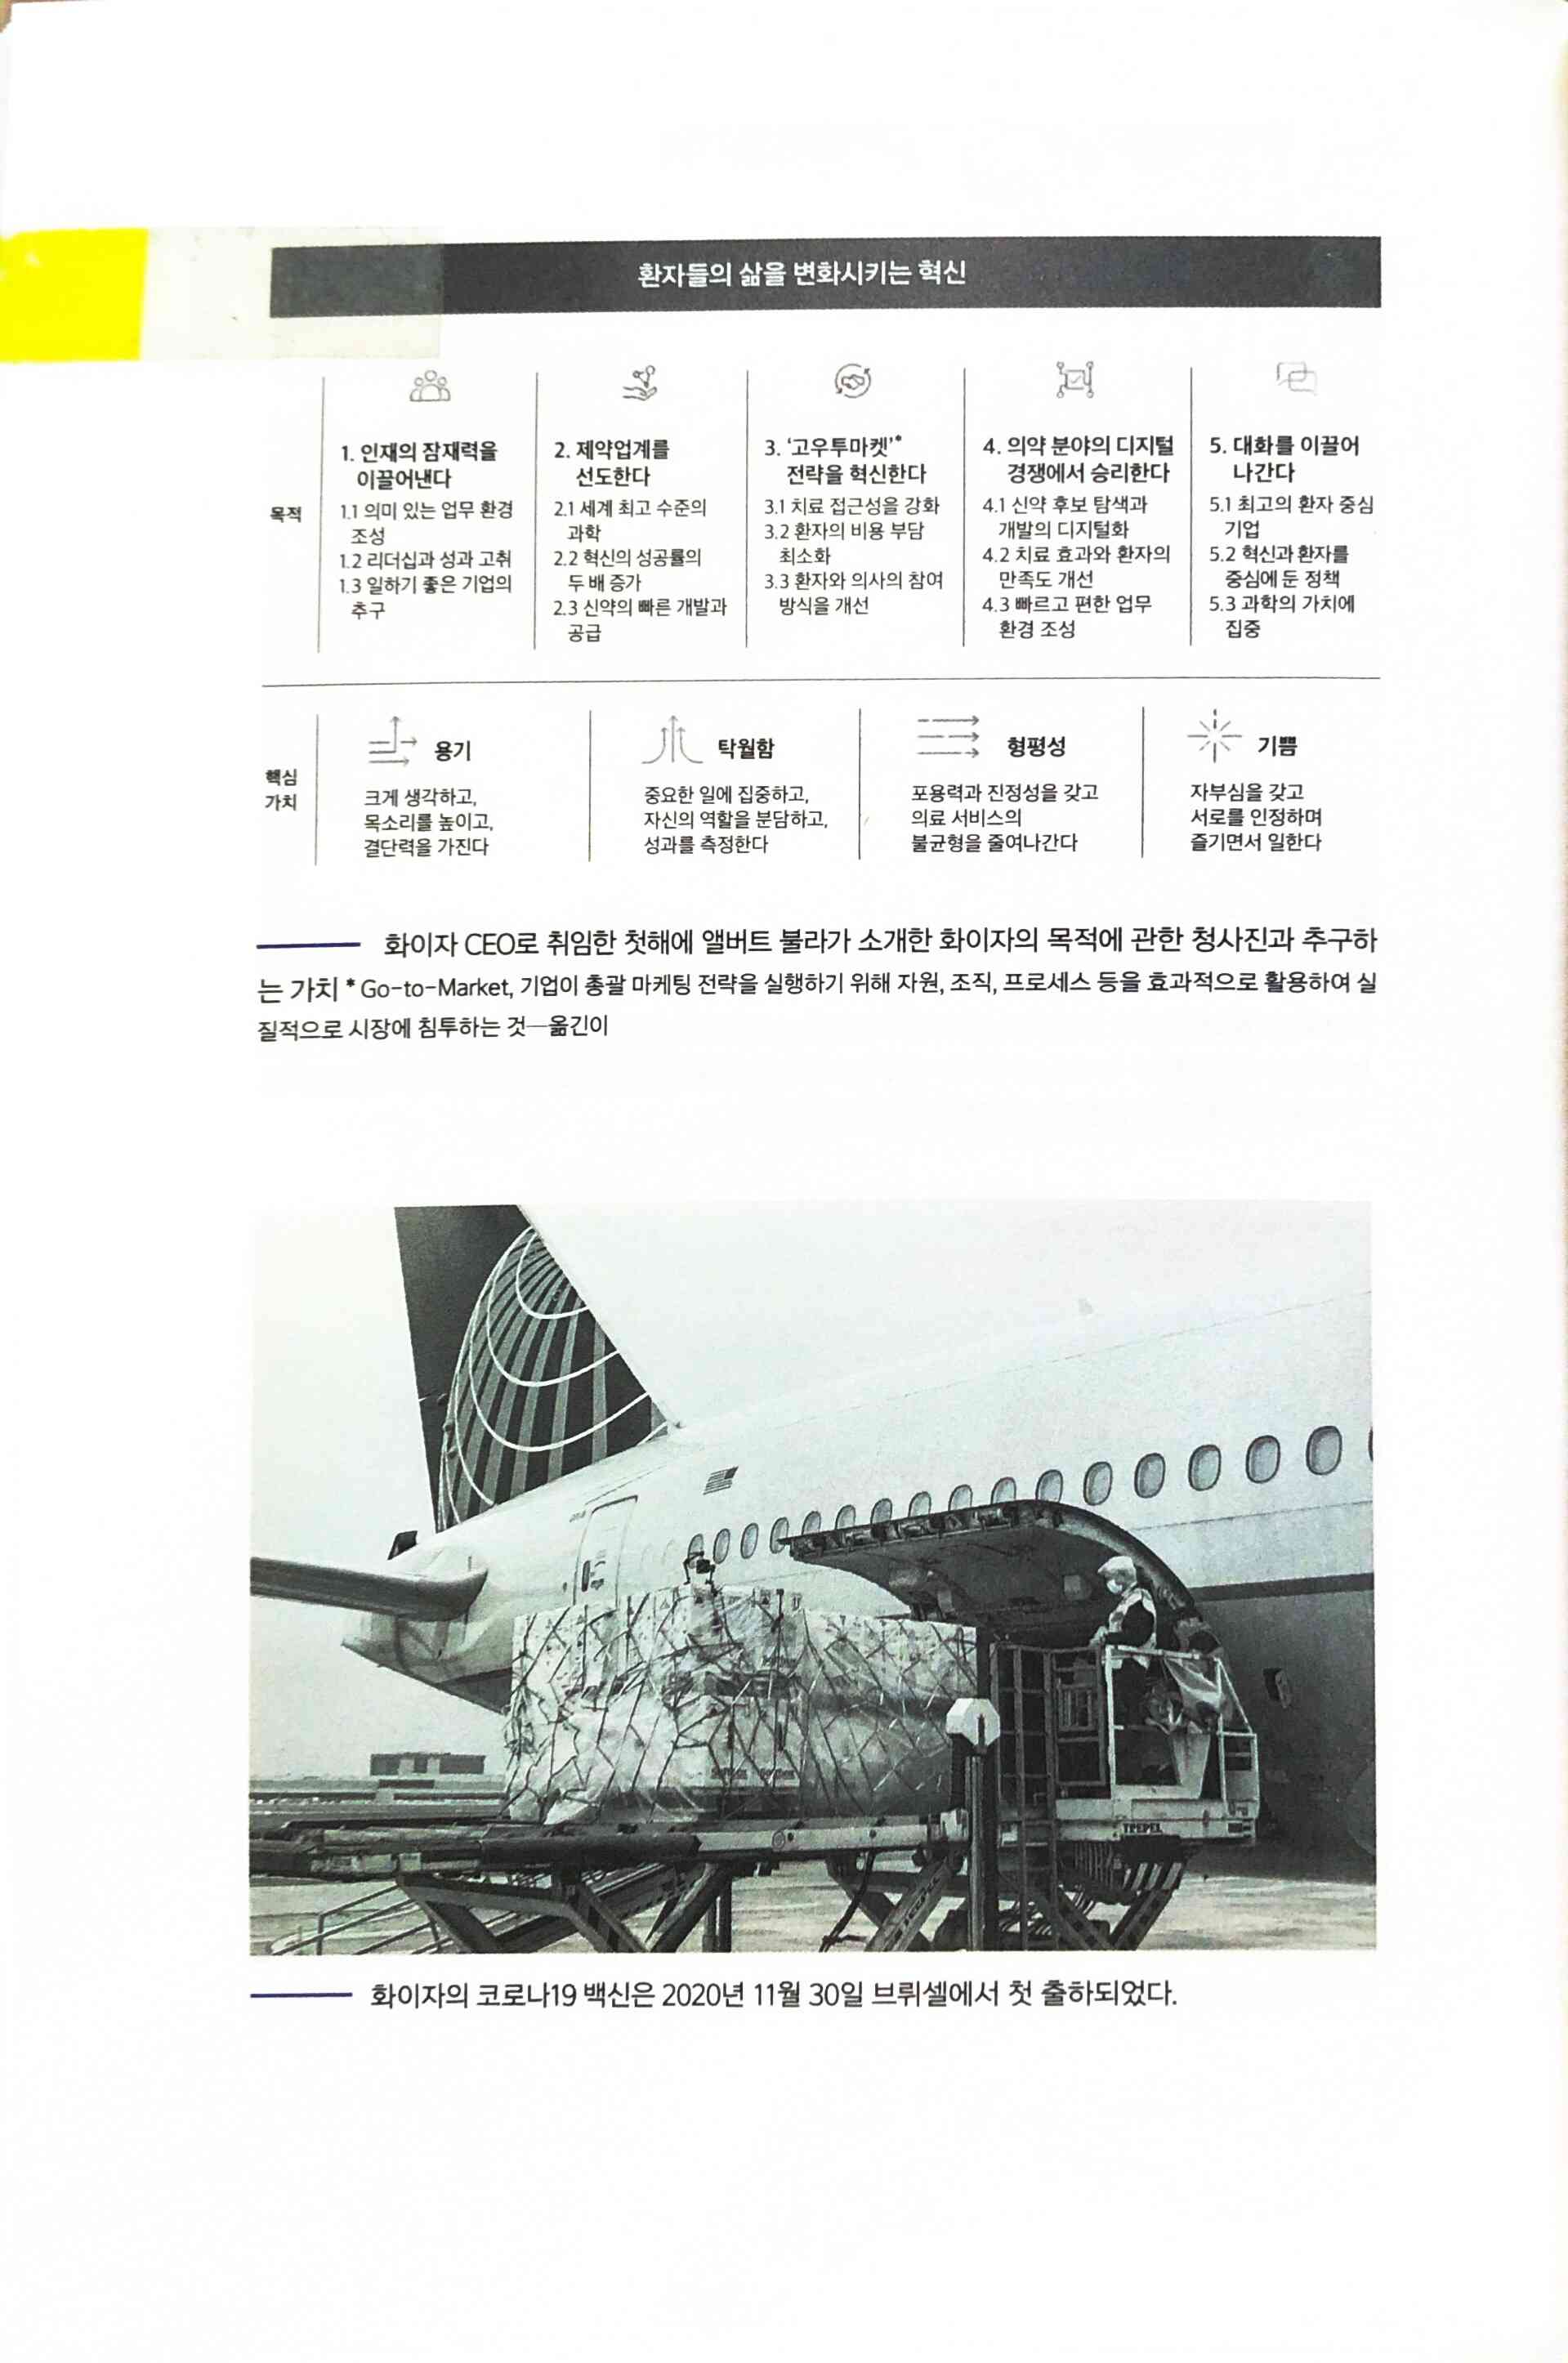 환자들의 삶을 변화시키는 혁신
목적
1. 인재의 잠재력을
이끌어낸다
1.1 의미 있는 업무 환경
조성
1.2 리더십과 성과 고취
1.3 일하기 좋은 기업의
추구
2. 제약업계를
선도한다
2.1 세계 최고 수준의
과학
2.2 혁신의 성공률의
두 배 증가
2.3 신약의 빠른 개발과
공급
3. '고우투마켓'*
전략을 혁신한다
3.1 치료 접근성을 강화
3.2 환자의 비용 부담
최소화
3.3 환자와 의사의 참여
방식을 개선
4. 의약 분야의 디지털
경쟁에서 승리한다
4.1 신약 후보 탐색과
개발의 디지털화
4.2 치료 효과와 환자의
만족도 개선
4.3 빠르고 편한 업무
환경 조성
5. 대화를 이끌어
나간다
5.1 최고의 환자 중심
기업
5.2 혁신과 환자를
중심에 둔 정책
5.3 과학의 가치에
집중
핵심
가치
용기
크게 생각하고,
목소리를 높이고,
결단력을 가진다
탁월함
중요한 일에 집중하고,
자신의 역할을 분담하고,
성과를 측정한다
형평성
포용력과 진정성을 갖고
의료 서비스의
불균형을 줄여나간다
기쁨
자부심을 갖고
서로를 인정하며
즐기면서 일한다
화이자 CEO로 취임한 첫해에 앨버트 불라가 소개한 화이자의 목적에 관한 청사진과 추구하
는 가치 * Go-to-Market, 기업이 총괄 마케팅 전략을 실행하기 위해 자원, 조직, 프로세스 등을 효과적으로 활용하여 실
질적으로 시장에 침투하는 것—옮긴이
TREPEL
화이자의 코로나19 백신은 2020년 11월 30일 브뤼셀에서 첫 출하되었다.